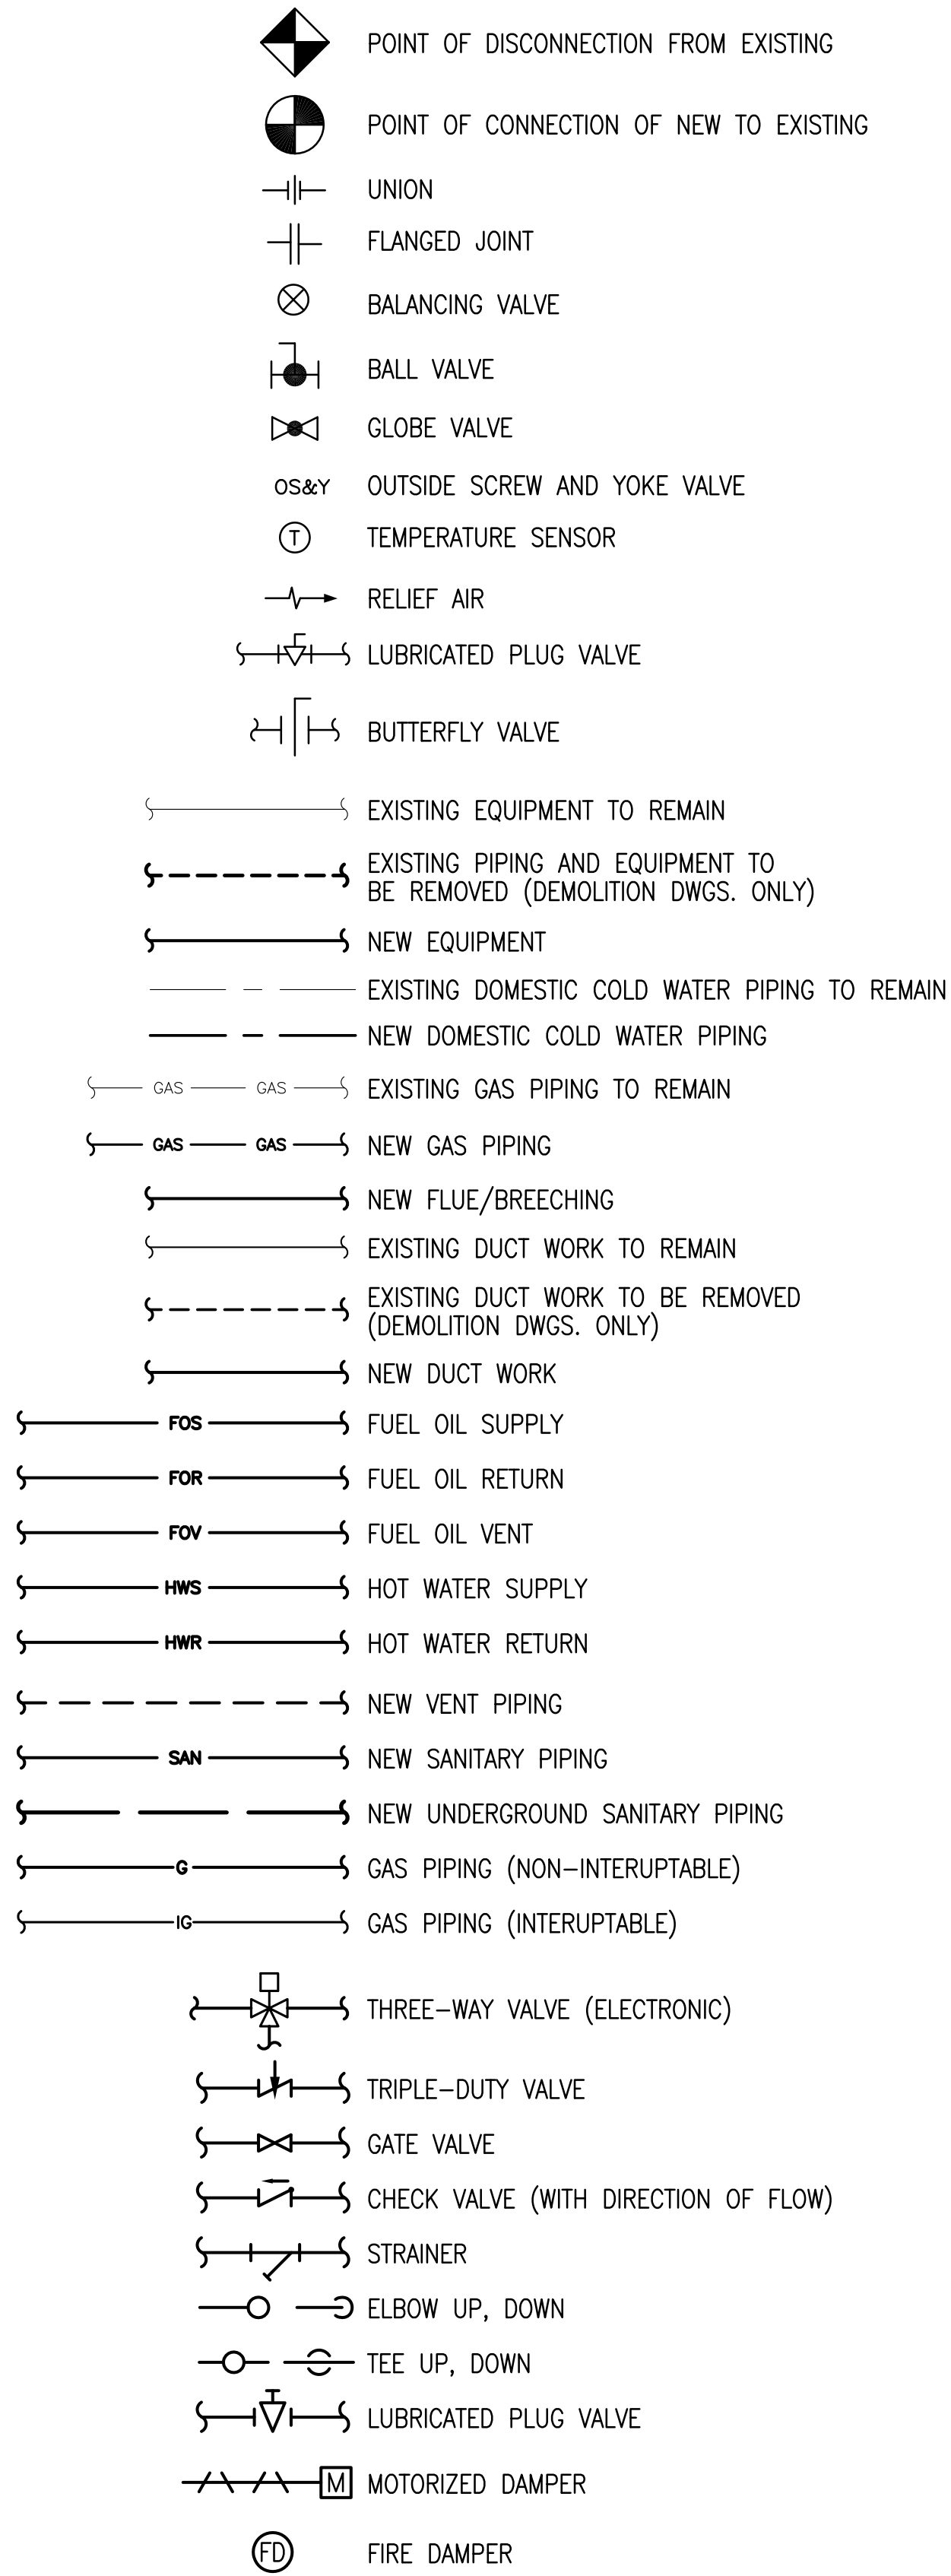 POINT OF DISCONNECTION FROM EXISTING
POINT OF CONNECTION OF NEW TO EXISTING
UNION
FLANGED JOINT
BALANCING VALVE
BALL VALVE
GLOBE VALVE
OS&Y OUTSIDE SCREW AND YOKE VALVE
T TEMPERATURE SENSOR
RELIEF AIR
LUBRICATED PLUG VALVE
BUTTERFLY VALVE
EXISTING EQUIPMENT TO REMAIN
EXISTING PIPING AND EQUIPMENT TO
BE REMOVED (DEMOLITION DWGS. ONLY)
NEW EQUIPMENT
EXISTING DOMESTIC COLD WATER PIPING TO REMAIN
NEW DOMESTIC COLD WATER PIPING
GAS GAS EXISTING GAS PIPING TO REMAIN
GAS GAS NEW GAS PIPING
NEW FLUE/BREECHING
EXISTING DUCT WORK TO REMAIN
EXISTING DUCT WORK TO BE REMOVED
(DEMOLITION DWGS. ONLY)
NEW DUCT WORK
FOS FUEL OIL SUPPLY
FOR FUEL OIL RETURN
FOV FUEL OIL VENT
HWS HOT WATER SUPPLY
HWR HOT WATER RETURN
NEW VENT PIPING
SAN NEW SANITARY PIPING
NEW UNDERGROUND SANITARY PIPING
G GAS PIPING (NON-INTERUPTABLE)
IG GAS PIPING (INTERUPTABLE)
THREE-WAY VALVE (ELECTRONIC)
TRIPLE-DUTY VALVE
GATE VALVE
CHECK VALVE (WITH DIRECTION OF FLOW)
STRAINER
ELBOW UP, DOWN
TEE UP, DOWN
LUBRICATED PLUG VALVE
M MOTORIZED DAMPER
FD FIRE DAMPER